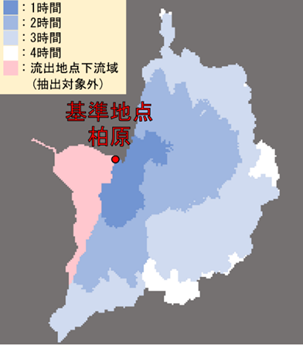 ：1時間
：2時間
：3時間
：4時間
：流出地点下流域
(抽出対象外)
基準地点
柏原